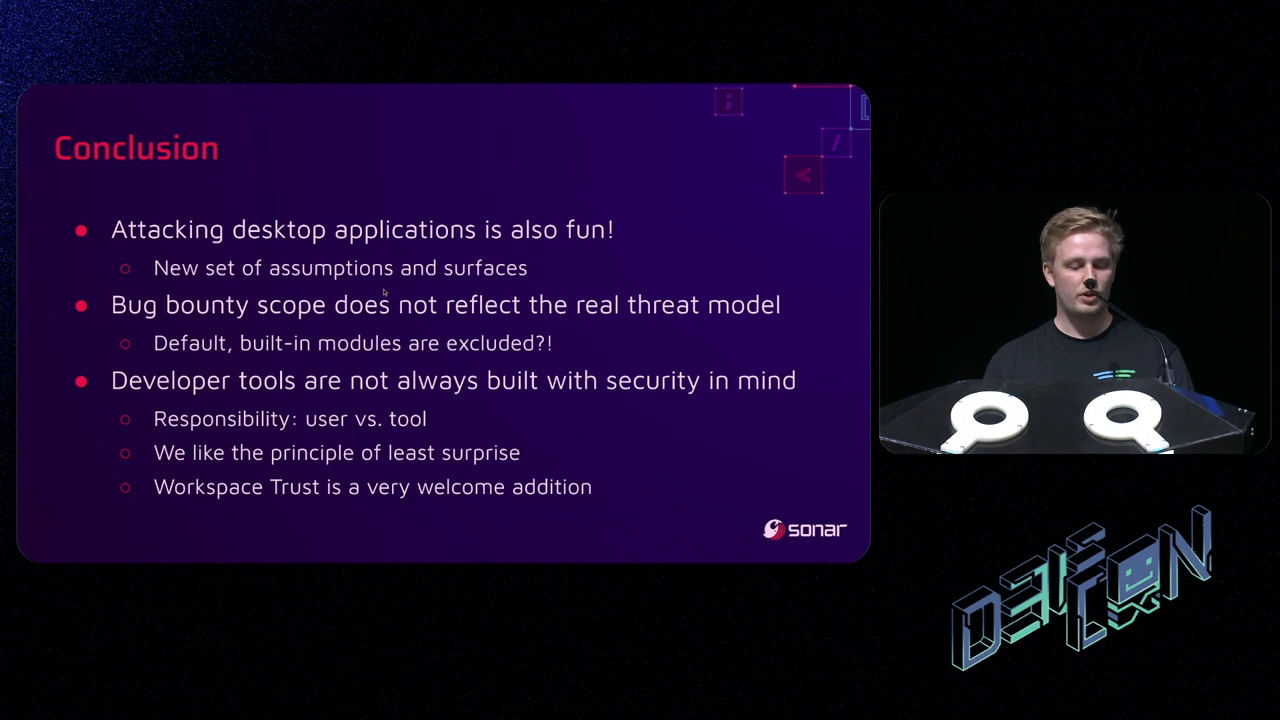 Conclusion
Attacking desktop applications is also fun!
New set of assumptions and surfaces
Bug bounty scope does not reflect the real threat model
Default, built-in modules are excluded?!
Developer tools are not always built with security in mind
Responsibility: user vs. tool
We like the principle of least surprise
Workspace Trust is a very welcome addition
sonar
DEF CON